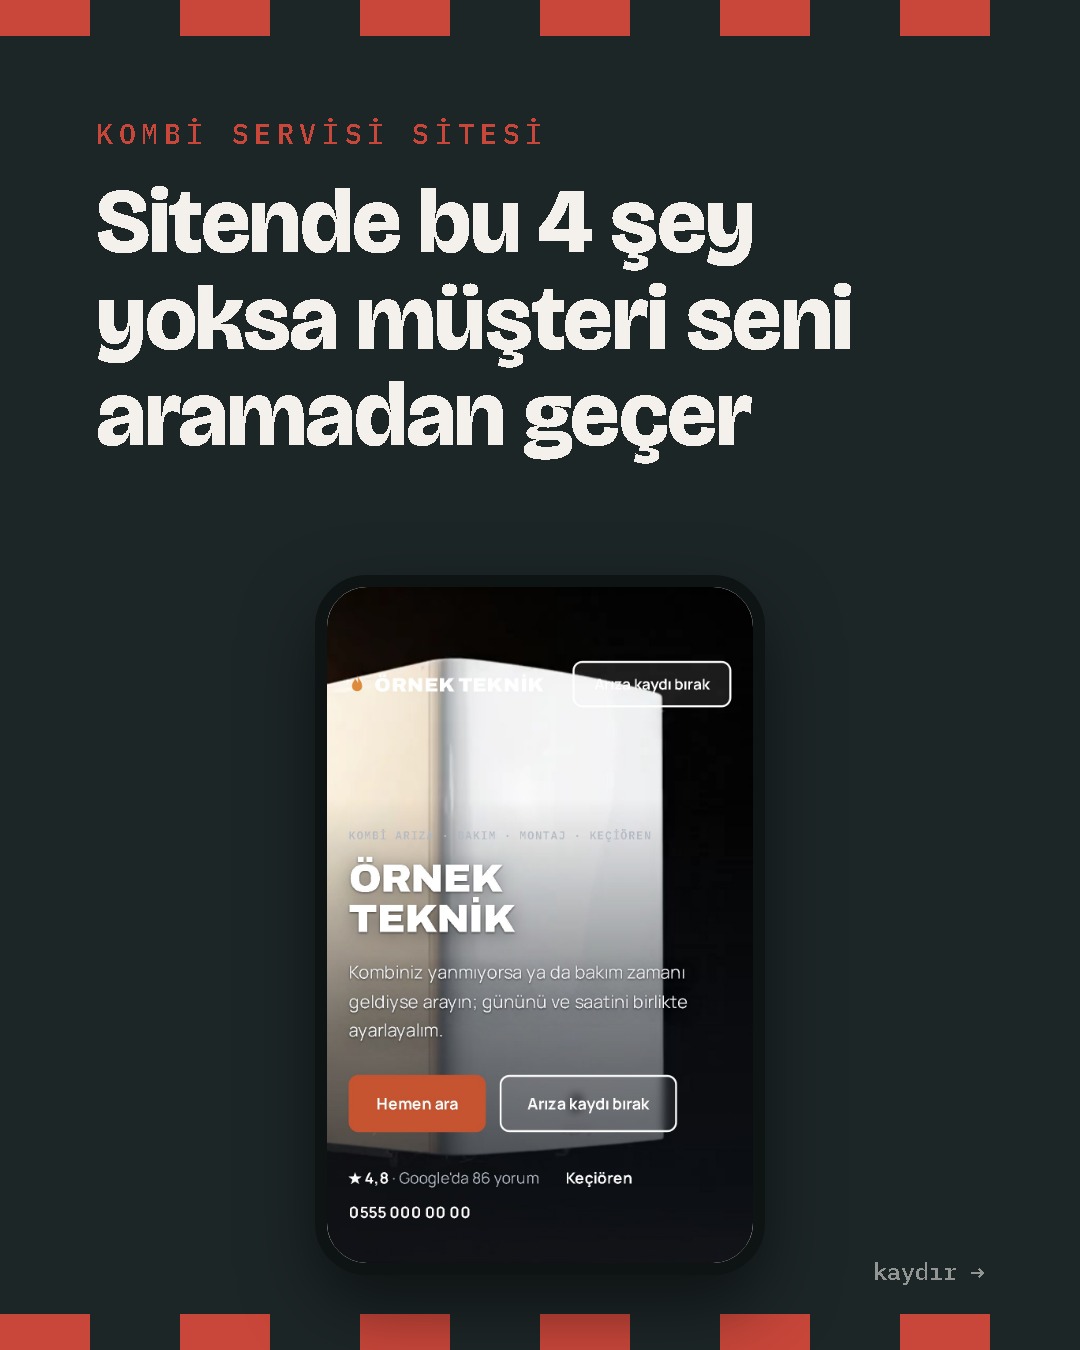 KOMBİ SERVİSİ SİTESİ
Sitende bu 4 şey
yoksa müşteri seni
aramadan geçer
ÖRNEK TEKNİK
Arıza kaydı bırak
KOMBİ ARIZA · BAKIM · MONTAJ · KEÇİÖREN
ÖRNEK
TEKNİK
Kombiniz yanmıyorsa ya da bakım zamanı
geldiyse arayın; gününü ve saatini birlikte
ayarlayalım.
Hemen ara
Arıza kaydı bırak
★ 4,8 · Google'da 86 yorum Keçiören
0555 000 00 00
kaydır →